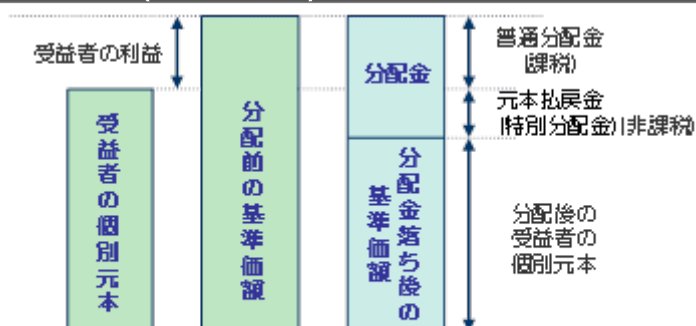 受益者の利益
受益者の個別元本
分配前の基準価額
分配金
分配金落ち後の
基準価額
普通分配金
(課税)
元本払戻金
(特別分配金)(非課税)
分配後の
受益者の
個別元本